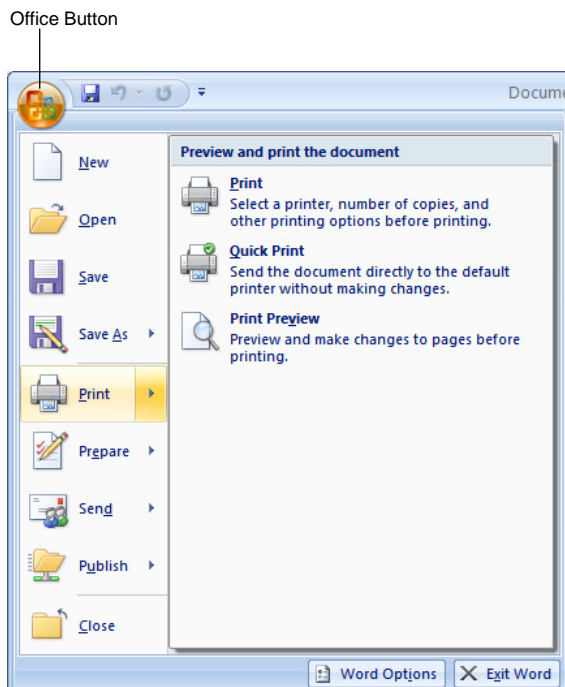 Office Button
Docume
New
Open
Save
Save As
Print
Prepare
Send
Publish
Close
Preview and print the document
Print
Select a printer, number of copies, and
other printing options before printing.
Quick Print
Send the document directly to the default
printer without making changes.
Print Preview
Preview and make changes to pages before
printing.
Word Options
Exit Word